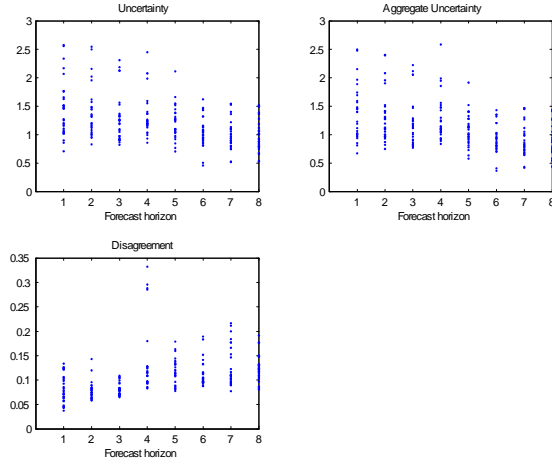 Uncertainty
3
2.5
2
1.5
1
0.5
0
1 2 3 4 5 6 7 8
Forecast horizon
Aggregate Uncertainty
3
2.5
2
1.5
1
0.5
0
1 2 3 4 5 6 7 8
Forecast horizon
Disagreement
0.35
0.3
0.25
0.2
0.15
0.1
0.05
0
1 2 3 4 5 6 7 8
Forecast horizon